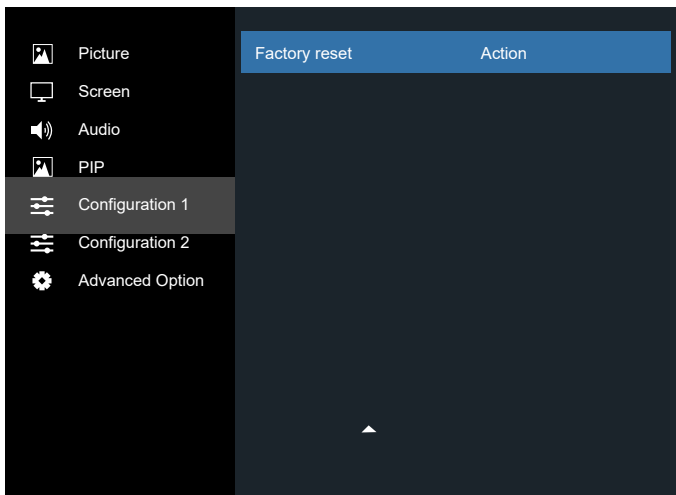 Picture
Screen
Audio
PIP
Configuration 1
Configuration 2
Advanced Option
Factory reset Action